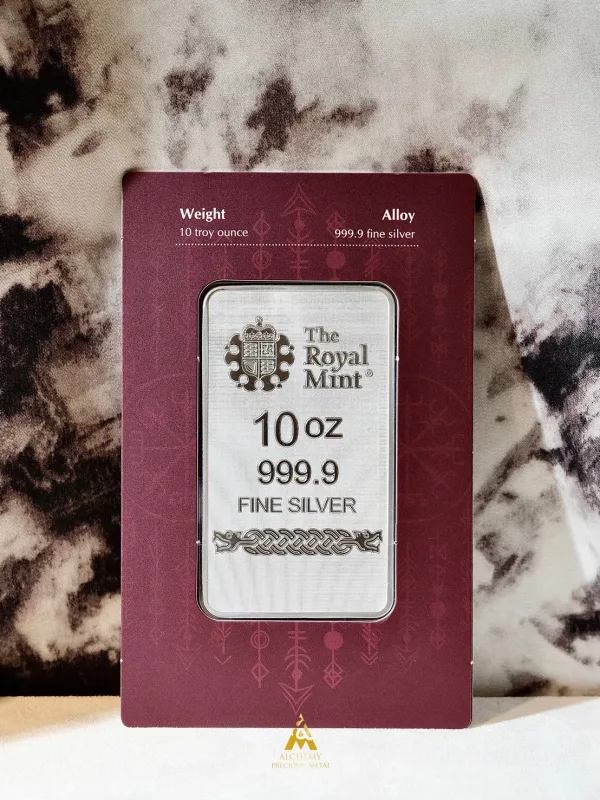 Weight
Alloy
10 troy ounce
999.9 fine silver
The
Royal
Mint®
10 oz
999.9
FINE SILVER
ALCHEMY
PRECIOUS METAL